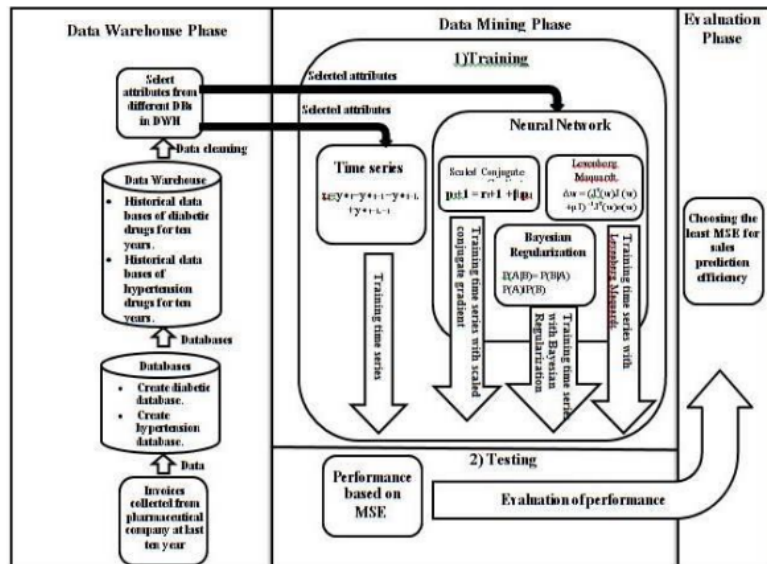 Data Warehouse Phase
Select
attributes from
different DBs
in DWH
Data cleaning
Data Warehouse
Historical data
bases of diabetic
drugs for ten
years.
Historical data
bases of
hypertension
drugs for ten
years.
Databases
Databases
Create diabetic
database.
Create
hypertension
database.
Data
Invoices
collected from
pharmaceutical
company at last
ten year
Data Mining Phase
1)Training
Selected attributes
Selected attributes
Time series
Training time series
Neural Network
Scaled Conjugate
Training time series with scaled
conjugate gradient
Bayesian
Regularization
P(A|B)= P(B|A)
P(A)/P(B)
Training time series
with Bayesian
Regularization
Levenberg
Maquardt
Training time series with
Levenberg Maquardt
2) Testing
Performance
based on
MSE
Evaluation of performance
Evaluation
Phase
Choosing the
least MSE for
sales
prediction
efficiency